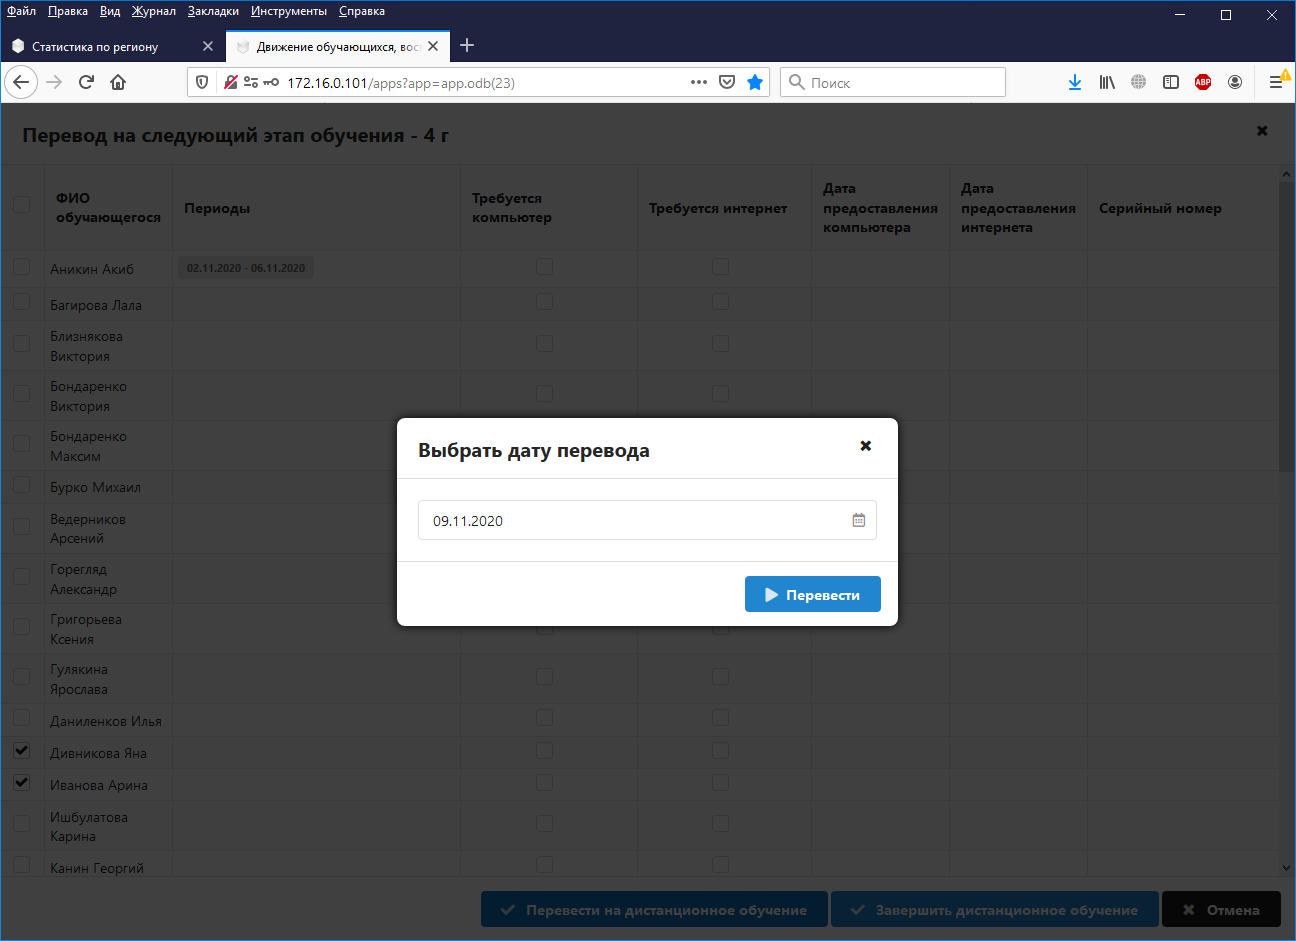 Файл Правка Вид Журнал Закладки Инструменты Справка
Статистика по региону
Движение обучающихся, вос
172.16.0.101/apps?app=app.odb(23)
Поиск
ABP
Перевод на следующий этап обучения - 4 г
ФИО обучающегося
Периоды
Требуется компьютер
Требуется интернет
Дата предоставления компьютера
Дата предоставления интернета
Серийный номер
Аникин Акиб
02.11.2020 - 06.11.2020
Багирова Лала
Близнякова
Виктория
Бондаренко
Виктория
Бондаренко
Максим
Бурко Михаил
Ведерников
Арсений
Горегляд
Александр
Григорьева
Ксения
Гулякина
Ярослава
Даниленков Илья
Дивникова Яна
Иванова Арина
Ишбулатова
Карина
Канин Георгий
Выбрать дату перевода
09.11.2020
Перевести
Перевести на дистанционное обучение
Завершить дистанционное обучение
Отмена